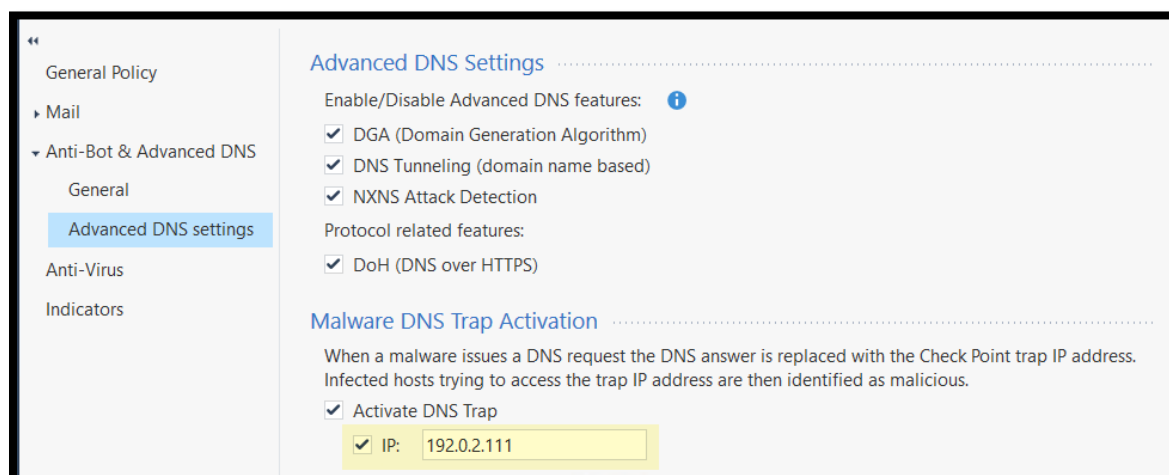 General Policy
Mail
Anti-Bot & Advanced DNS
General
Advanced DNS settings
Anti-Virus
Indicators
Advanced DNS Settings
Enable/Disable Advanced DNS features:
DGA (Domain Generation Algorithm)
DNS Tunneling (domain name based)
NXNS Attack Detection
Protocol related features:
DoH (DNS over HTTPS)
Malware DNS Trap Activation
When a malware issues a DNS request the DNS answer is replaced with the Check Point trap IP address.
Infected hosts trying to access the trap IP address are then identified as malicious.
Activate DNS Trap
IP: 192.0.2.111